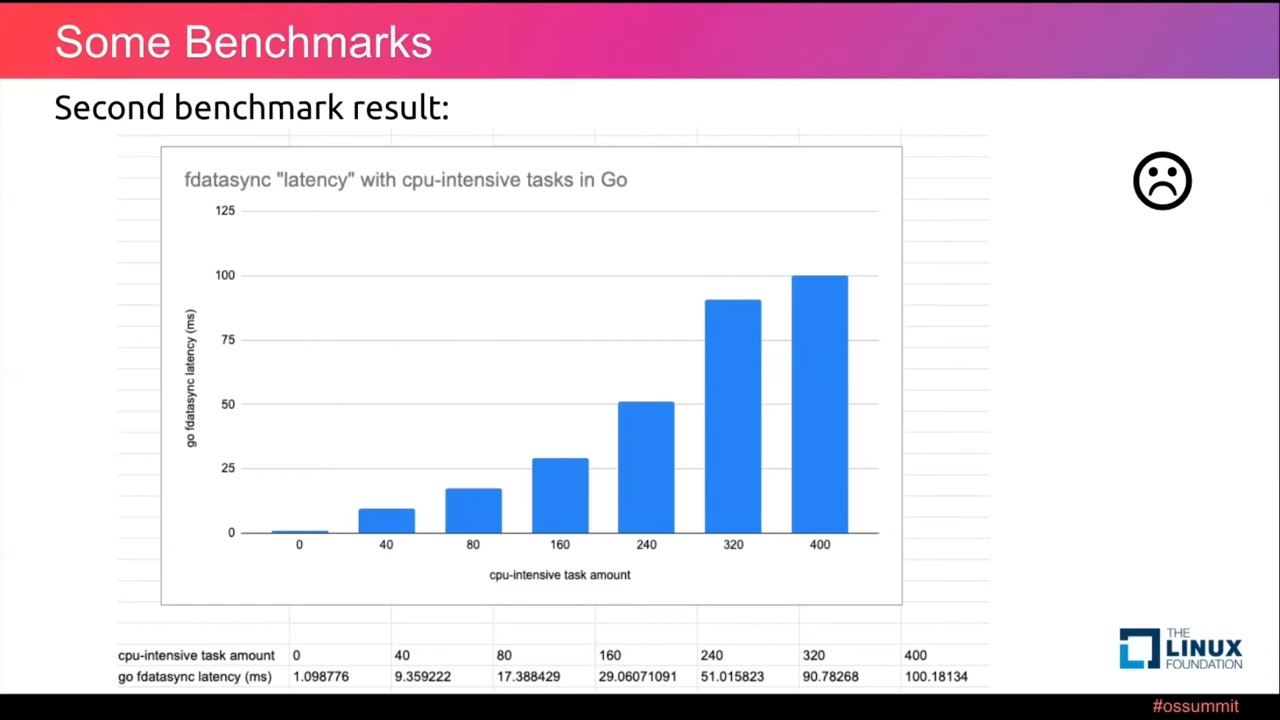 Some Benchmarks
Second benchmark result:
fdatasync "latency" with cpu-intensive tasks in Go
go fdatasync latency (ms)
125
100
75
50
25
0
0 40 80 160 240 320 400
cpu-intensive task amount
cpu-intensive task amount 0 40 80 160 240 320 400
go fdatasync latency (ms) 1.098776 9.359222 17.388429 29.06071091 51.015823 90.78268 100.18134
THE
LINUX
FOUNDATION
#ossummit